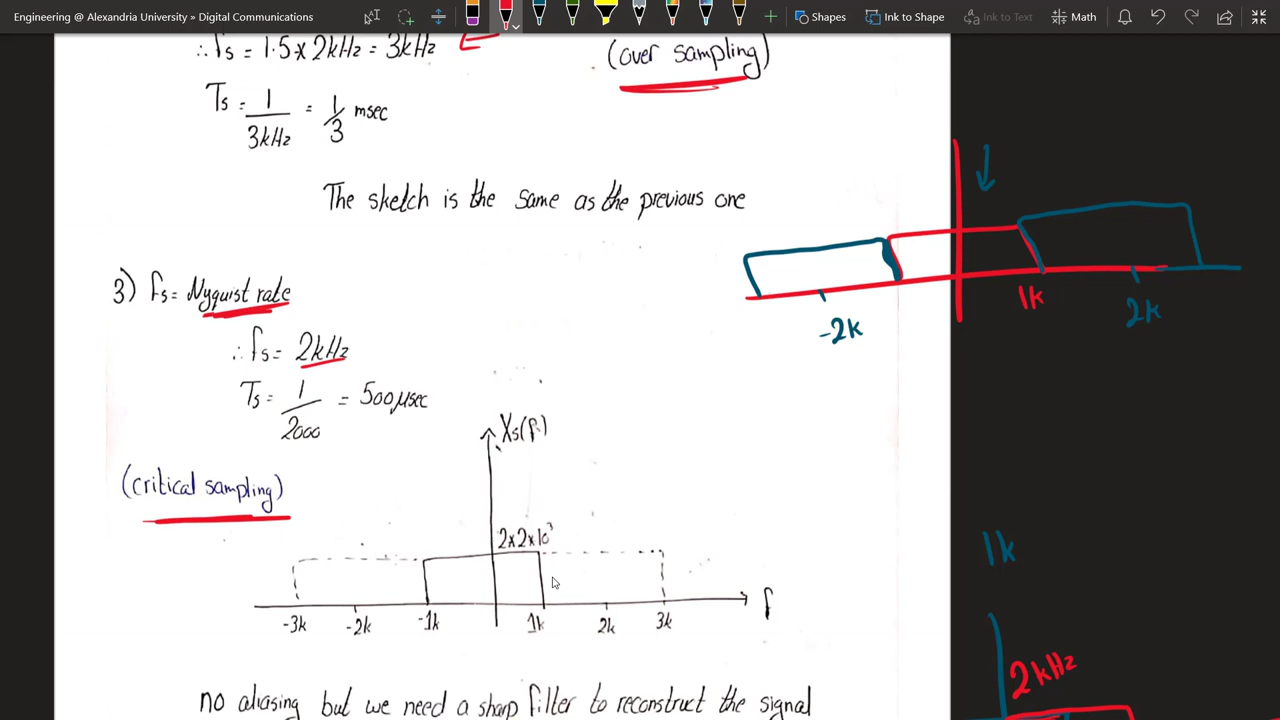 Engineering @ Alexandria University » Digital Communications
Shapes
Ink to Shape
Ink to Text
Math
∴ fs = 1.5 x 2kHz = 3kHz
(over sampling)
Ts = 1/3kHz = 1/3 msec
The sketch is the same as the previous one
1k
2k
-2k
3) fs = Nyquist rate
∴ fs = 2kHz
Ts = 1/2000 = 500μsec
Xs(f)
(critical sampling)
2x2x10³
1k
-3k -2k -1k 1k 2k 3k f
2kHz
no aliasing but we need a sharp filter to reconstruct the signal